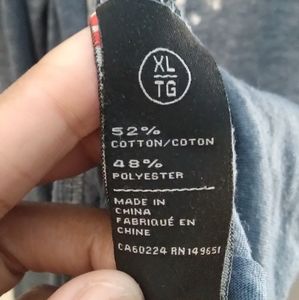 XL
TG
52%
COTTON/COTON
48%
POLYESTER
MADE IN
CHINA
FABRIQUÉ EN
CHINE
CA60224 RN149651